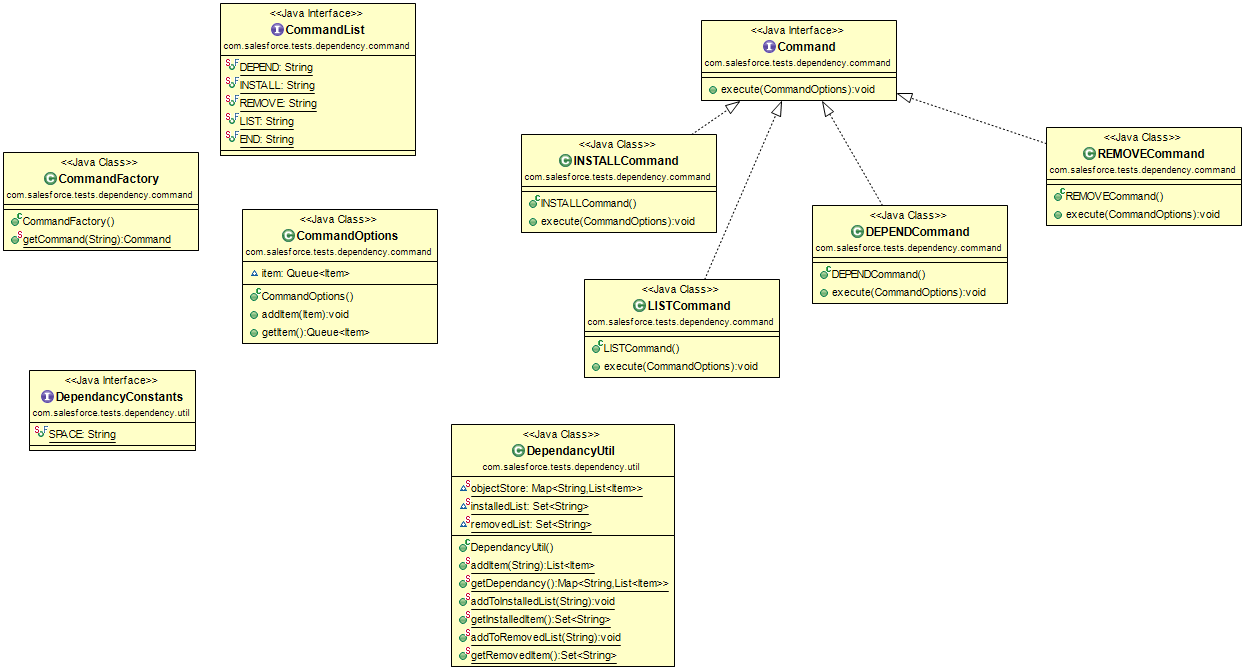 <<Java Interface>>
CommandList
com.salesforce.tests.dependency.command
DEPEND: String
INSTALL: String
REMOVE: String
LIST: String
END: String
<<Java Interface>>
Command
com.salesforce.tests.dependency.command
execute(CommandOptions):void
<<Java Class>>
CommandFactory
com.salesforce.tests.dependency.command
CommandFactory()
getCommand(String):Command
<<Java Class>>
CommandOptions
com.salesforce.tests.dependency.command
item: Queue<Item>
CommandOptions()
addItem(Item):void
getItem():Queue<Item>
<<Java Class>>
INSTALLCommand
com.salesforce.tests.dependency.command
INSTALLCommand()
execute(CommandOptions):void
<<Java Class>>
REMOVECommand
com.salesforce.tests.dependency.command
REMOVECommand()
execute(CommandOptions):void
<<Java Class>>
DEPENDCommand
com.salesforce.tests.dependency.command
DEPENDCommand()
execute(CommandOptions):void
<<Java Class>>
LISTCommand
com.salesforce.tests.dependency.command
LISTCommand()
execute(CommandOptions):void
<<Java Interface>>
DependancyConstants
com.salesforce.tests.dependency.util
SPACE: String
<<Java Class>>
DependancyUtil
com.salesforce.tests.dependency.util
objectStore: Map<String,List<Item>>
installedList: Set<String>
removedList: Set<String>
DependancyUtil()
addItem(String):List<Item>
getDependancy():Map<String,List<Item>>
addToInstalledList(String):void
getInstalledItem():Set<String>
addToRemovedList(String):void
getRemovedItem():Set<String>